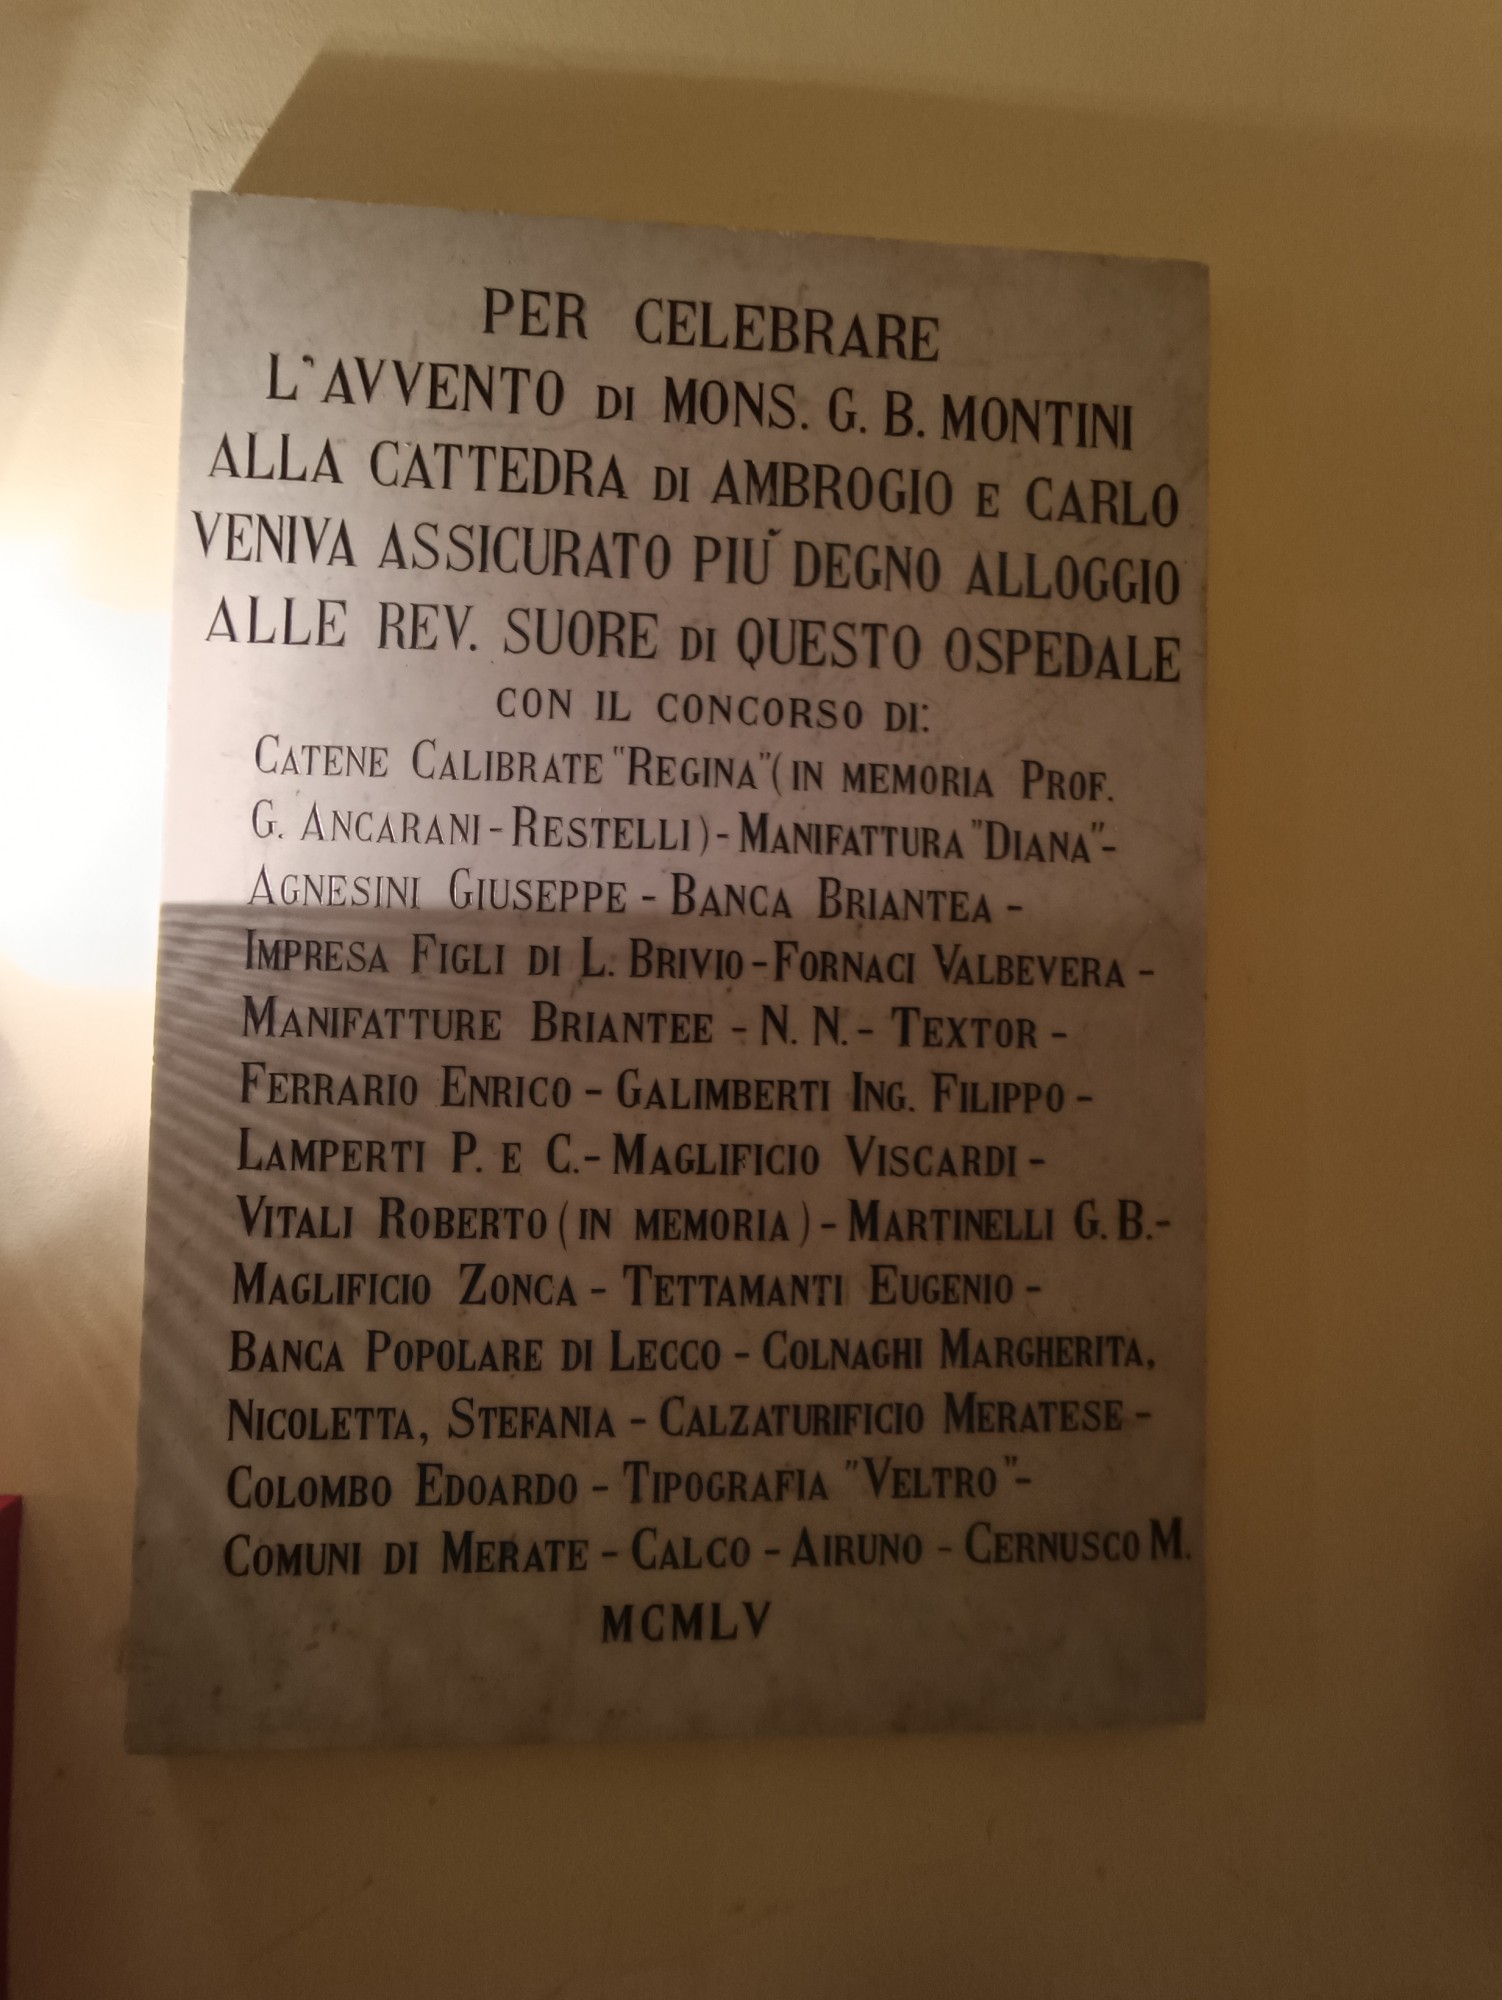 PER CELEBRARE
L'AVVENTO DI MONS. G. B. MONTINI
ALLA CATTEDRA DI AMBROGIO E CARLO
VENIVA ASSICURATO PIÙ DEGNO ALLOGGIO
ALLE REV. SUORE DI QUESTO OSPEDALE
CON IL CONCORSO DI:
CATENE CALIBRATE "REGINA" (IN MEMORIA PROF.
G. ANCARANI-RESTELLI) - MANIFATTURA "DIANA" -
AGNESINI GIUSEPPE - BANCA BRIANTEA -
IMPRESA FIGLI DI L. BRIVIO - FORNACI VALBEVERA -
MANIFATTURE BRIANTEE - N. N. - TEXTOR -
FERRARIO ENRICO - GALIMBERTI ING. FILIPPO -
LAMPERTI P. E C. - MAGLIFICIO VISCARDI -
VITALI ROBERTO (IN MEMORIA) - MARTINELLI G. B. -
MAGLIFICIO ZONCA - TETTAMANTI EUGENIO -
BANCA POPOLARE DI LECCO - COLNAGHI MARGHERITA,
NICOLETTA, STEFANIA - CALZATURIFICIO MERATESE -
COLOMBO EDOARDO - TIPOGRAFIA "VELTRO" -
COMUNI DI MERATE - CALCO - AIRUNO - CERNUSCO M.
MCMLV